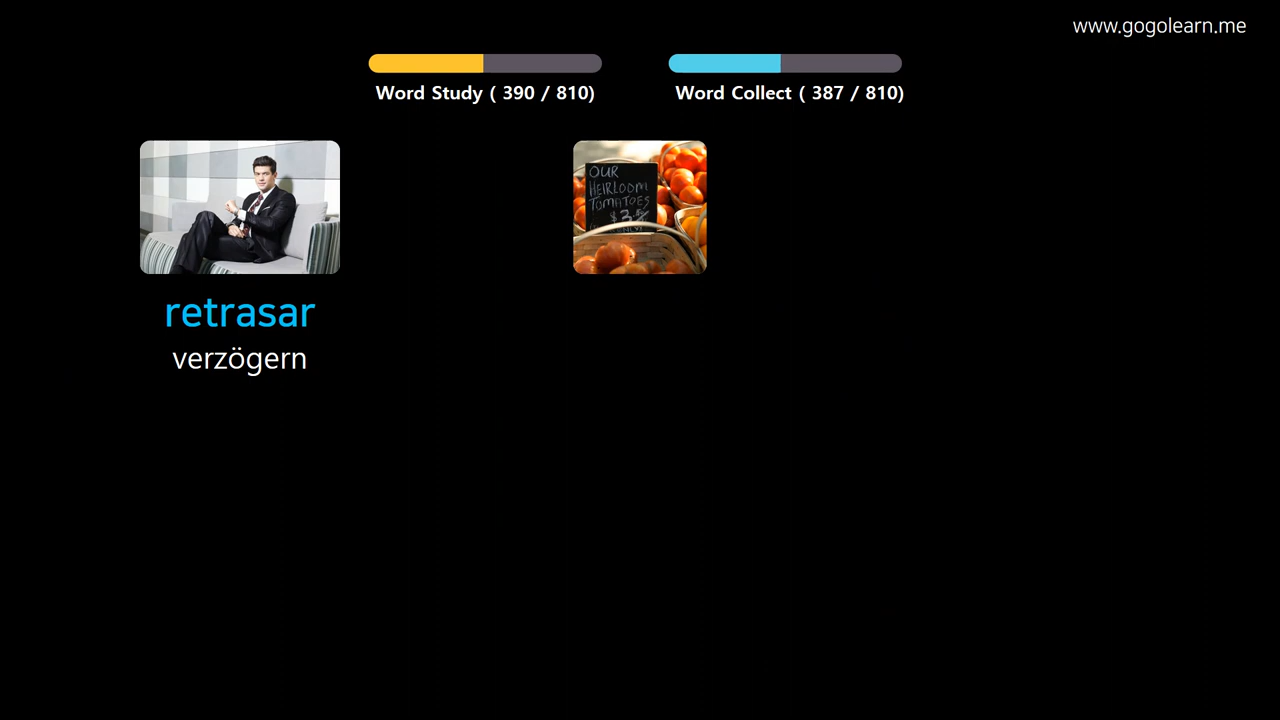 www.gogolearn.me
Word Study ( 390 / 810)
Word Collect ( 387 / 810)
OUR
HEIRLOOM
TOMATOES
retrasar
verzögern